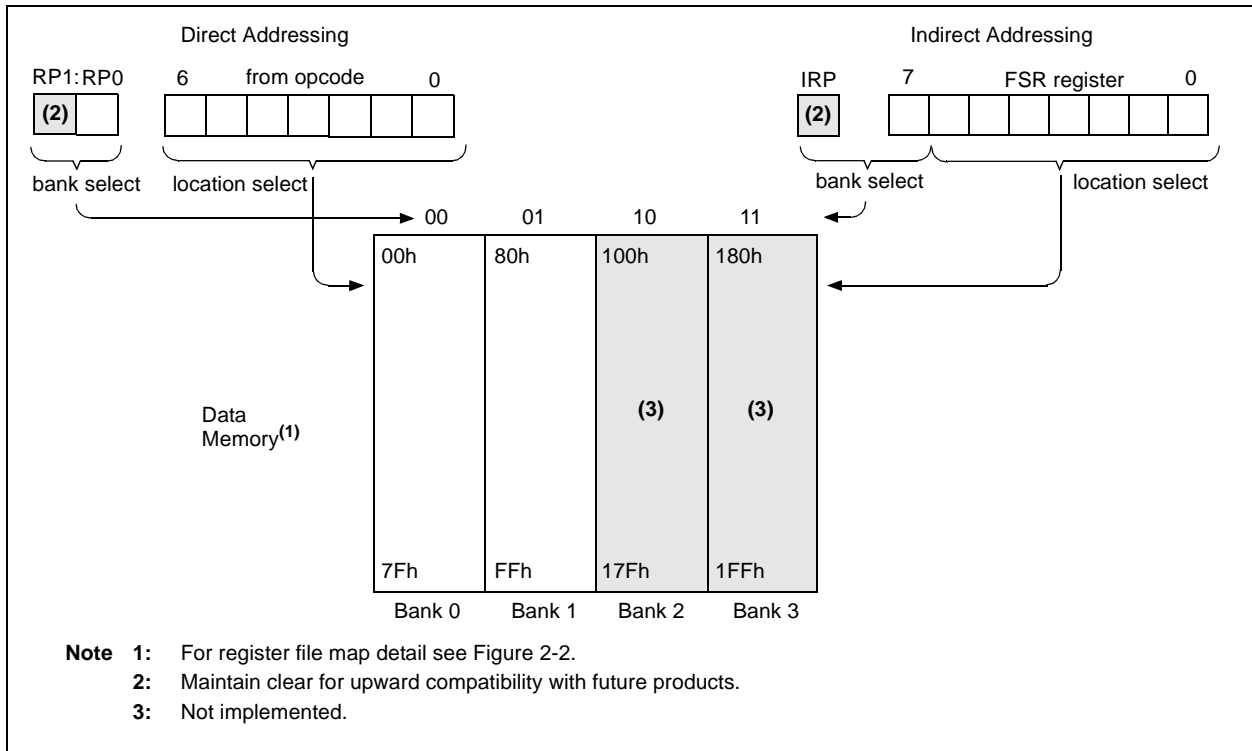 Direct Addressing
Indirect Addressing
RP1:RP0 6 from opcode 0
IRP 7 FSR register 0
(2)
(2)
bank select location select
bank select location select
00 01 10 11
00h 80h 100h 180h
(3) (3)
Data
Memory(1)
7Fh FFh 17Fh 1FFh
Bank 0 Bank 1 Bank 2 Bank 3
Note 1: For register file map detail see Figure 2-2.
2: Maintain clear for upward compatibility with future products.
3: Not implemented.